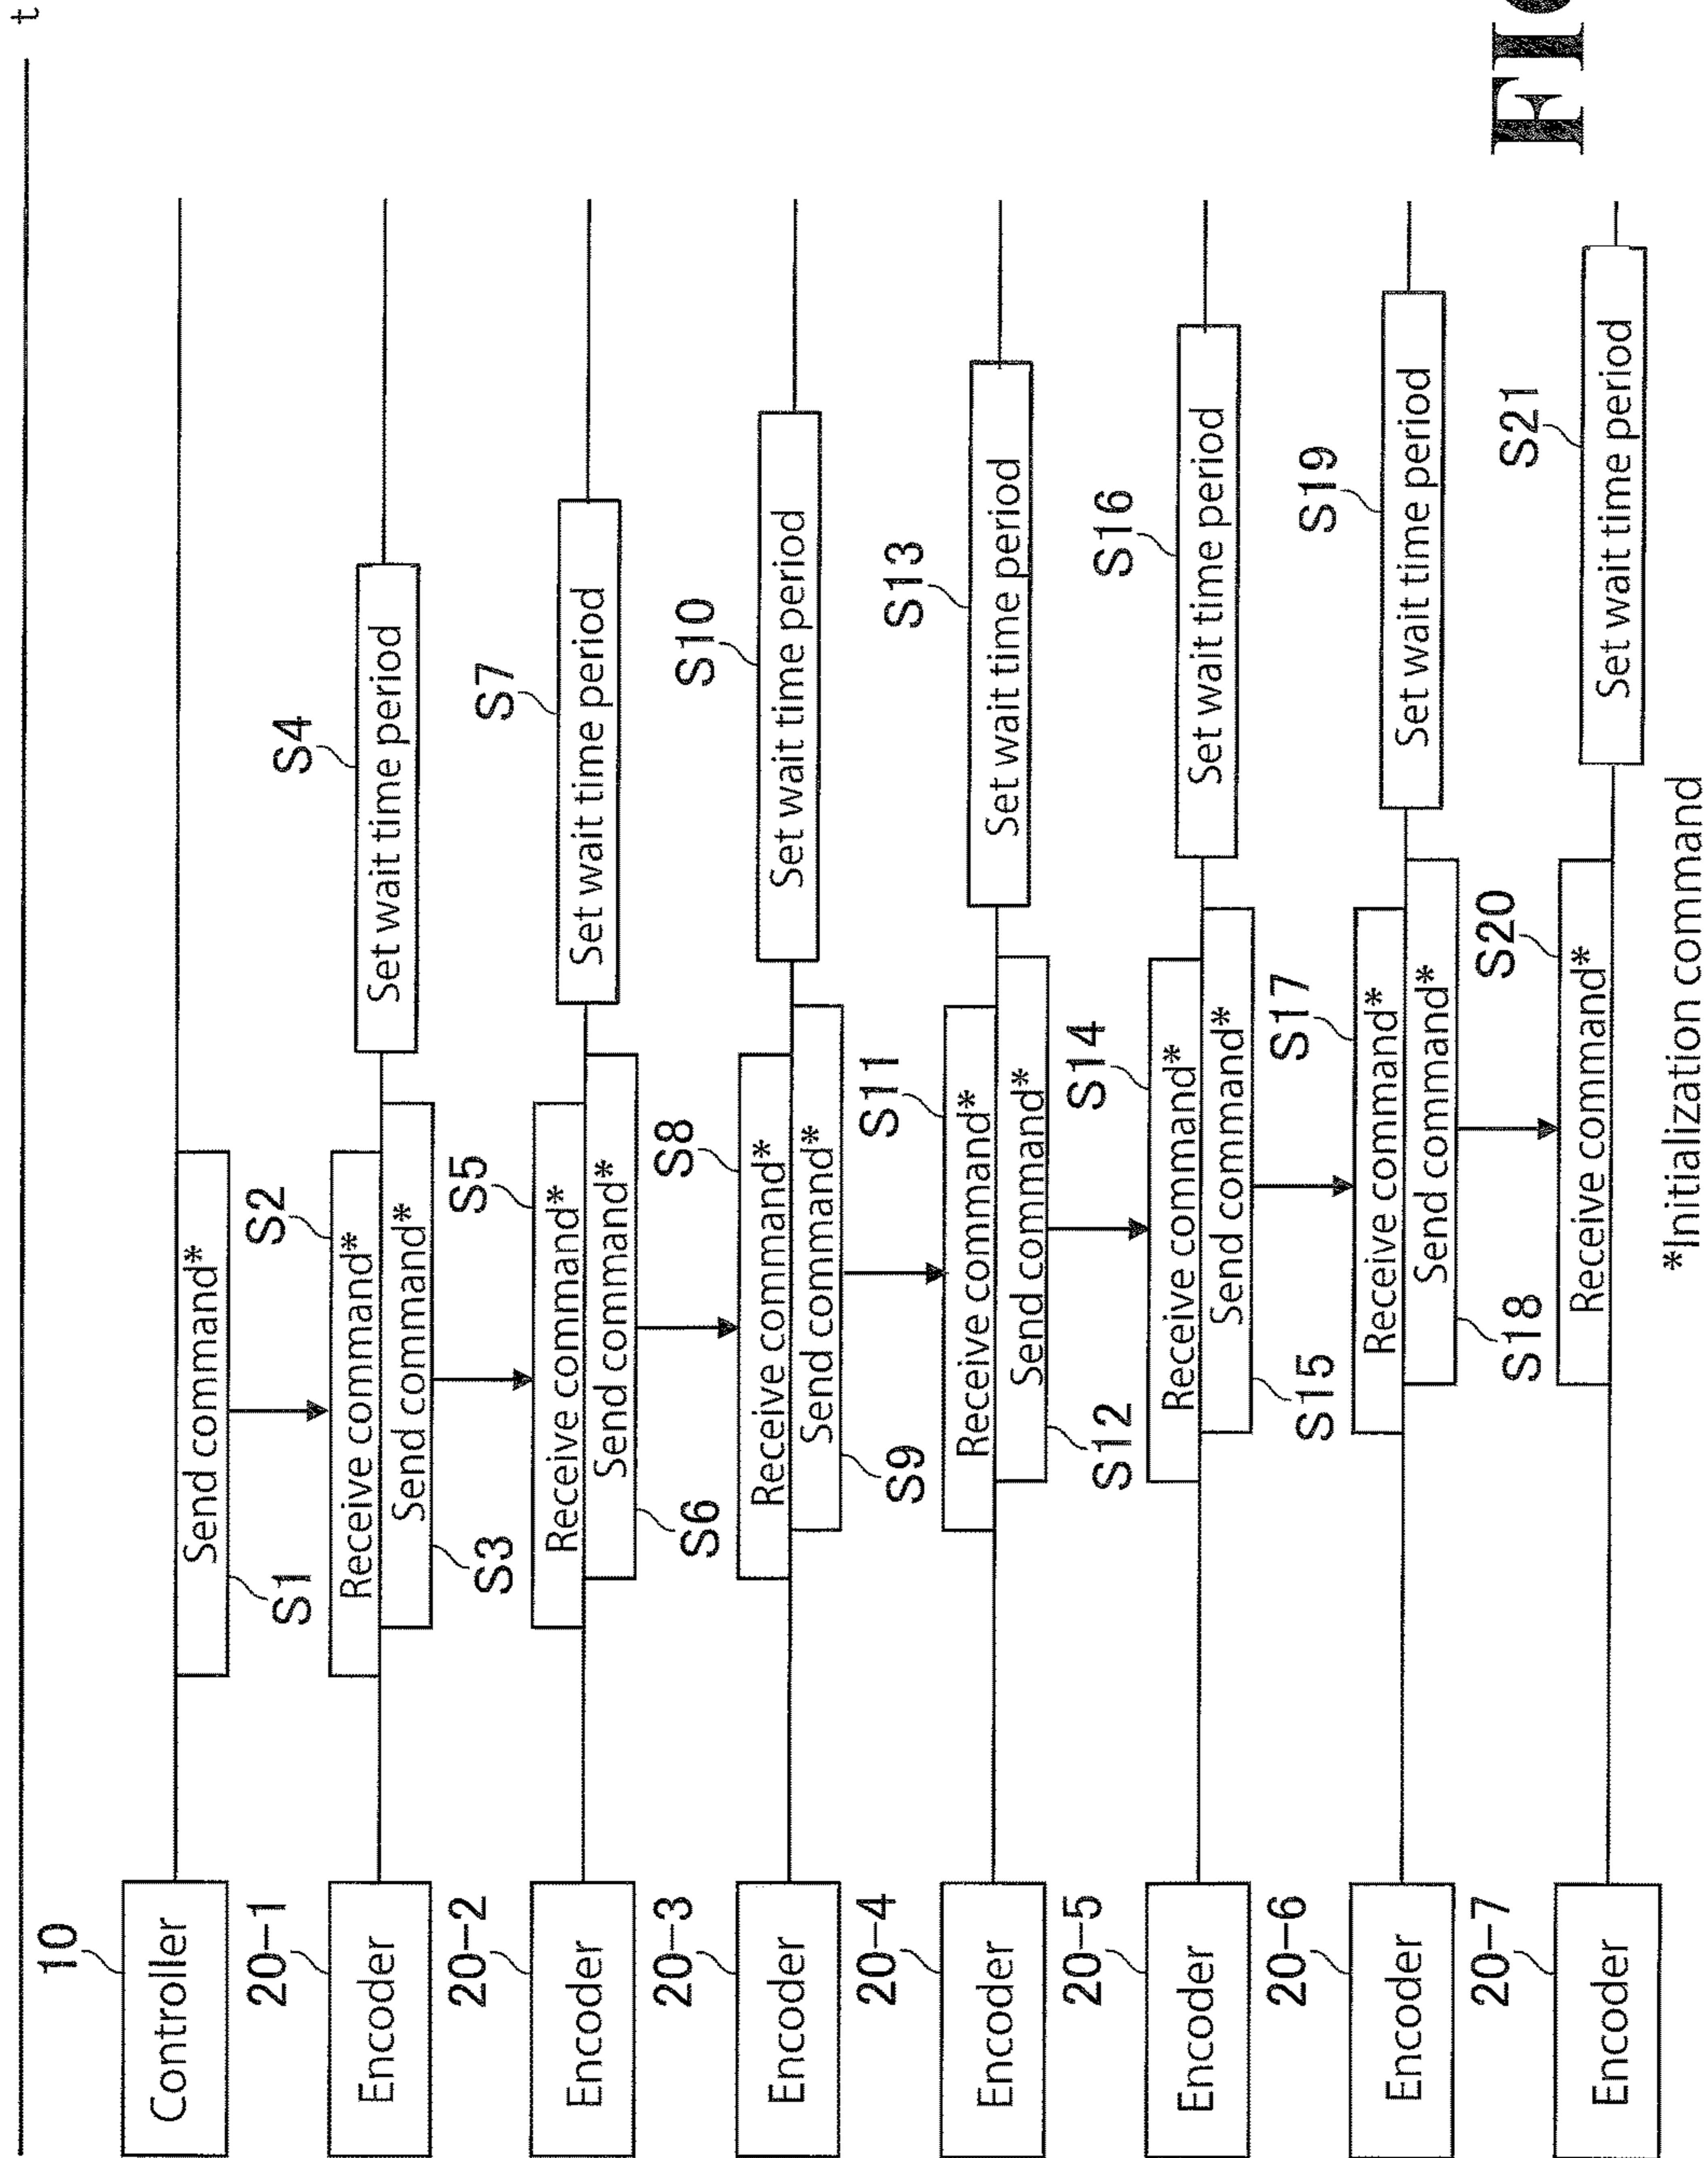 t
10
Controller
Send command*
S1
20-1
Encoder
S2
Receive command*
Send command*
S3
S4
Set wait time period
20-2
Encoder
S5
Receive command*
Send command*
S6
S7
Set wait time period
20-3
Encoder
S8
Receive command*
Send command*
S9
S10
Set wait time period
20-4
Encoder
S11
Receive command*
Send command*
S12
S13
Set wait time period
20-5
Encoder
S14
Receive command*
Send command*
S15
S16
Set wait time period
20-6
Encoder
S17
Receive command*
Send command*
S18
S19
Set wait time period
20-7
Encoder
S20
Receive command*
S21
Set wait time period
*Initialization command